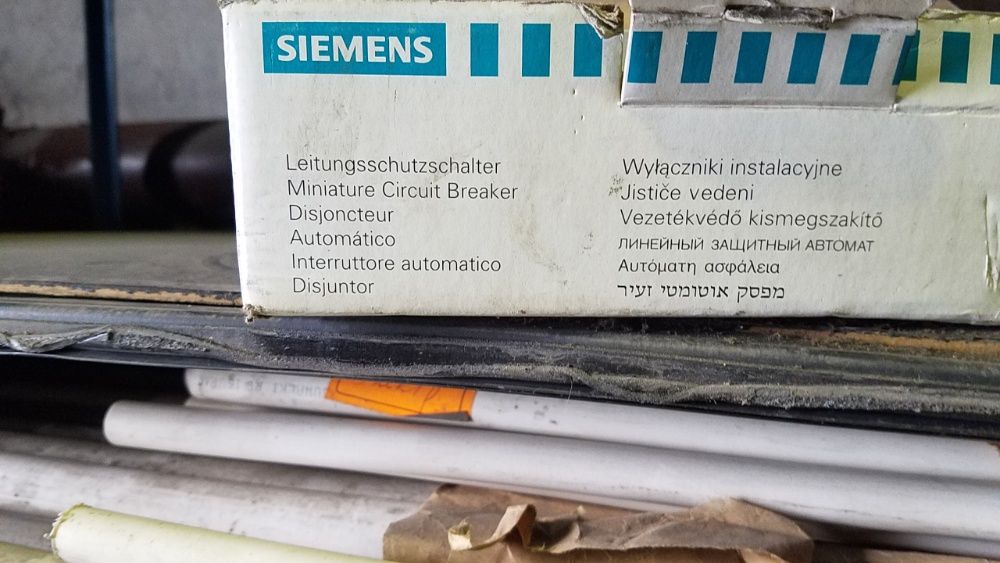 SIEMENS
Leitungsschutzschalter
Miniature Circuit Breaker
Disjoncteur
Automático
Interruttore automatico
Disjuntor
Wyłączniki instalacyjne
Jističe vedeni
Vezetékvédő kismegszakító
ЛИНЕЙНЫЙ ЗАЩИТНЫЙ АВТОМАТ
Αυτόματη ασφάλεια
מפסק אוטומטי זעיר